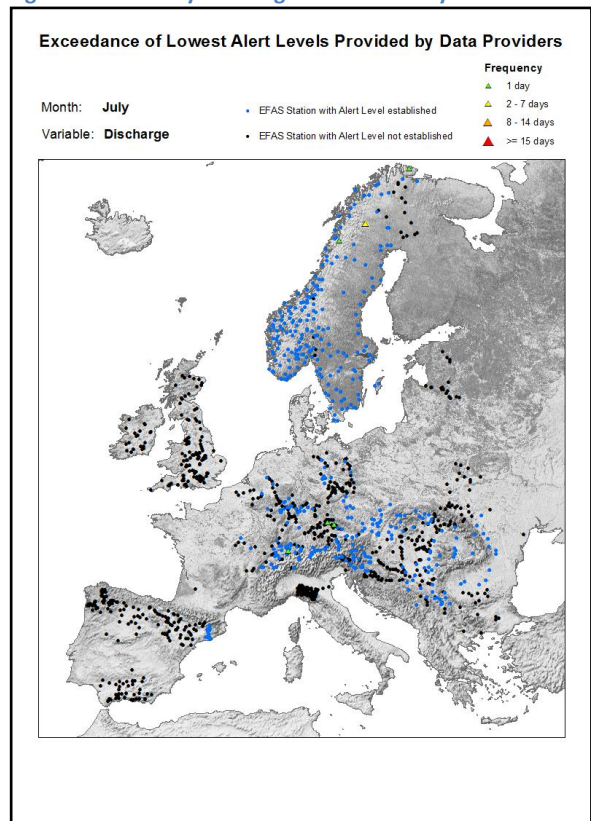 Exceedance of Lowest Alert Levels Provided by Data Providers
Frequency
1 day
2 - 7 days
8 - 14 days
>= 15 days
Month: July
EFAS Station with Alert Level established
Variable: Discharge
EFAS Station with Alert Level not established